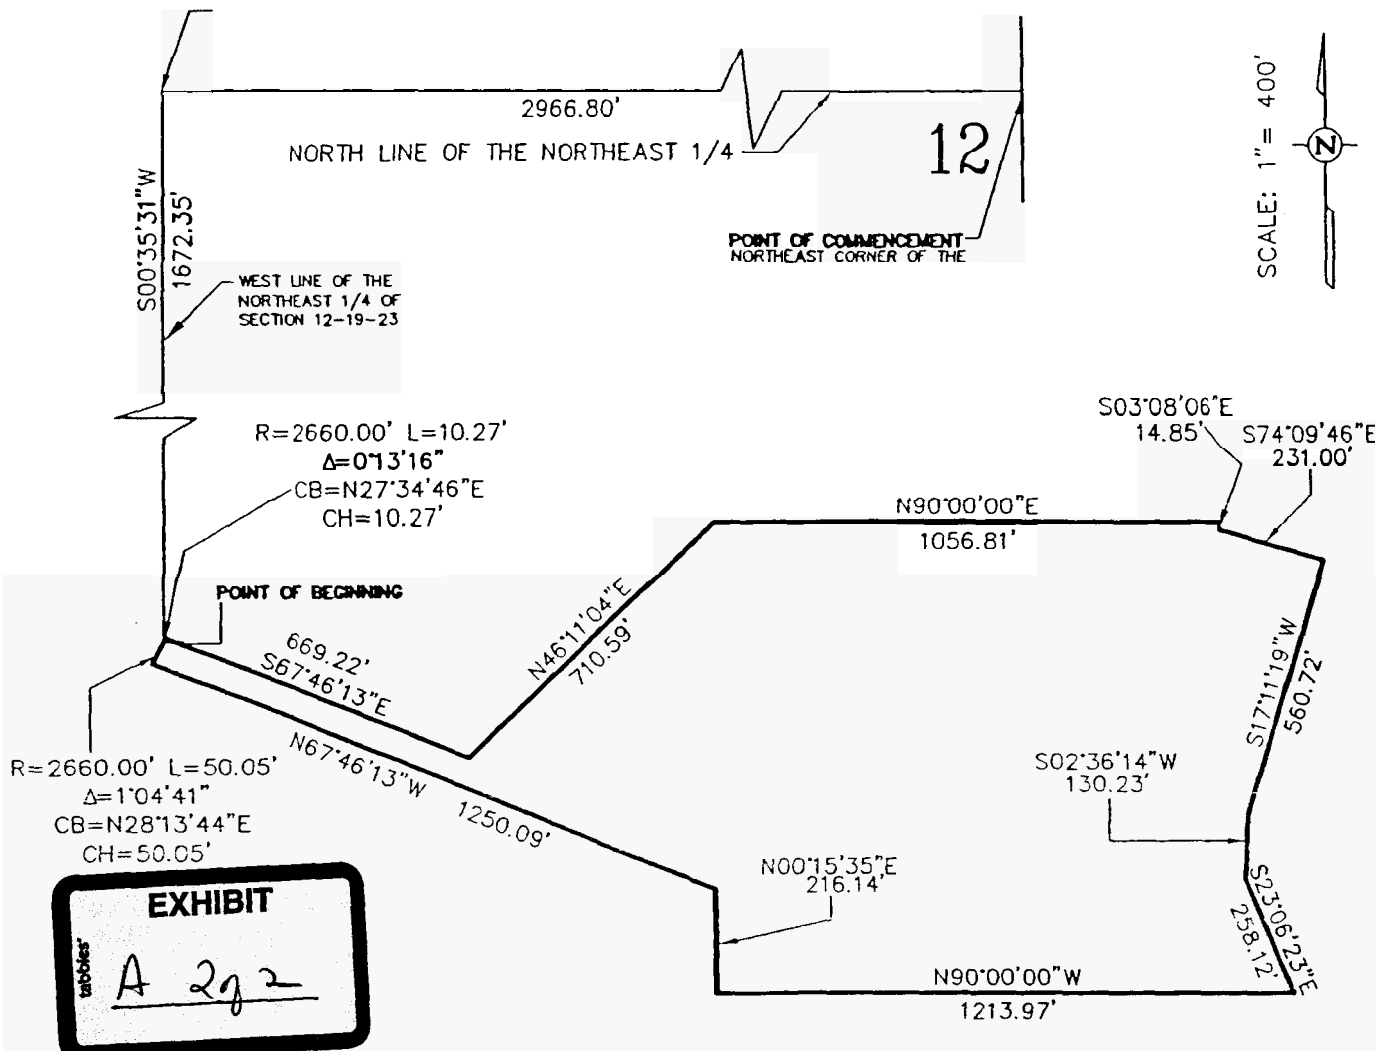 2966.80'
NORTH LINE OF THE NORTHEAST 1/4
12
SCALE: 1"= 400'
N
S00°35'31"W
1672.35'
POINT OF COMMENCEMENT
NORTHEAST CORNER OF THE
WEST LINE OF THE
NORTHEAST 1/4 OF
SECTION 12-19-23
R=2660.00' L=10.27'
Δ=0°13'16"
CB=N27°34'46"E
CH=10.27'
S03°08'06"E
14.85'
S74°09'46"E
231.00'
N90°00'00"E
1056.81'
POINT OF BEGINNING
669.22'
S67°46'13"E
N46°11'04"E
710.59'
S17°11'19"W
560.72'
N67°46'13"W 1250.09'
R=2660.00' L=50.05'
Δ=1°04'41"
CB=N28°13'44"E
CH=50.05'
S02°36'14"W
130.23'
N00°15'35"E
216.14'
S23°06'23"E
258.12'
N90°00'00"W
1213.97'
EXHIBIT
tabbies'
A 2 of 2